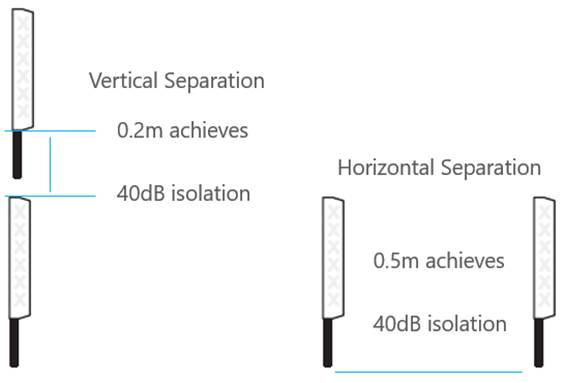 Vertical Separation
0.2m achieves
40dB isolation
Horizontal Separation
0.5m achieves
40dB isolation